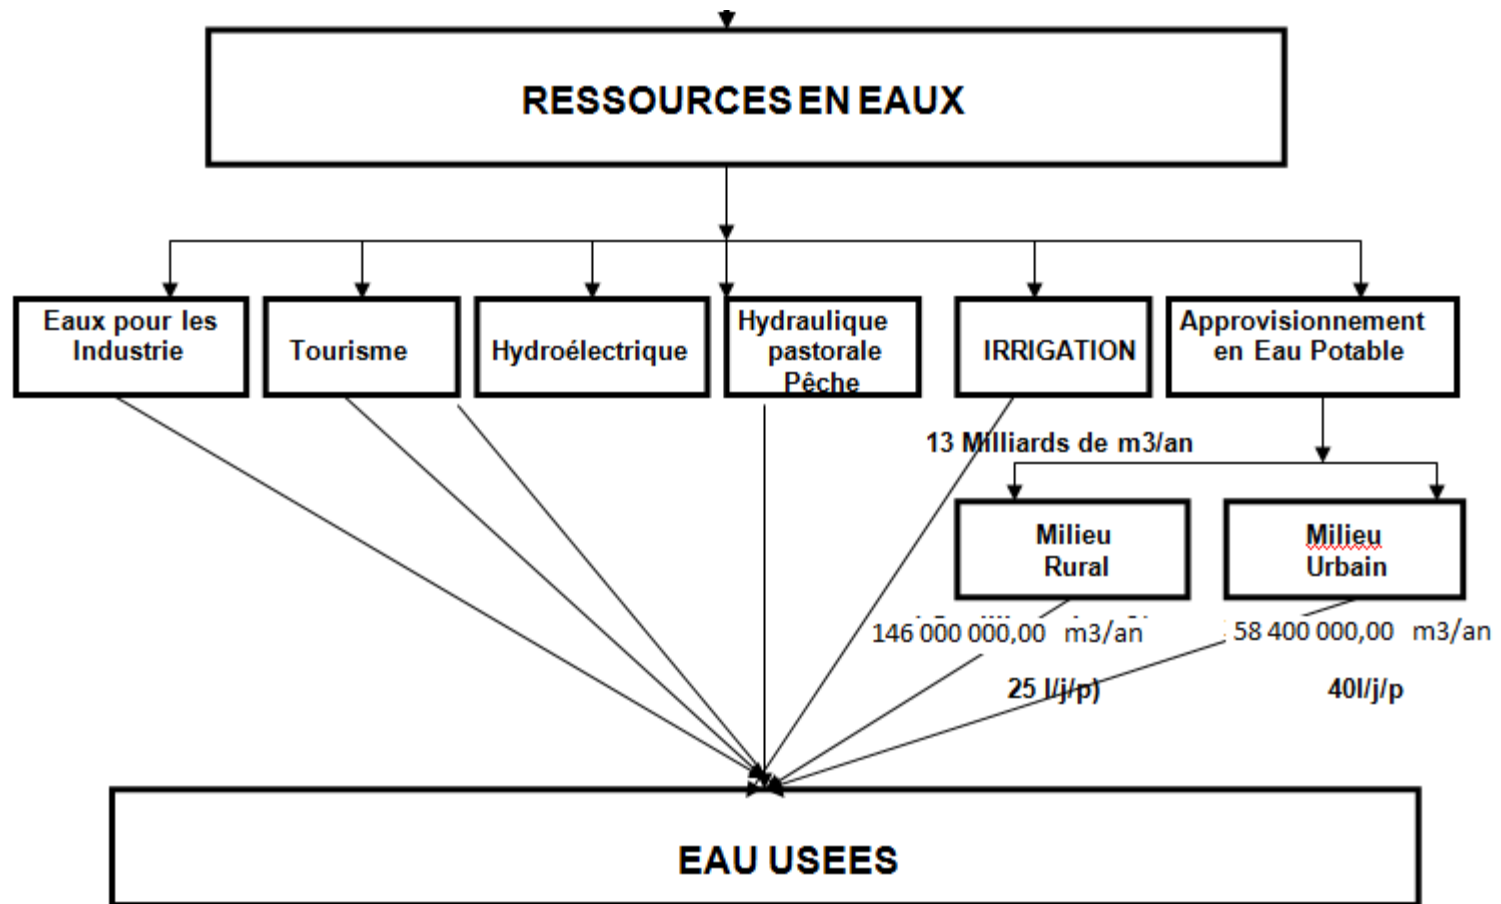 RESSOURCES EN EAUX
Eaux pour les
Industrie
Tourisme
Hydroélectrique
Hydraulique
pastorale
Pêche
IRRIGATION
Approvisionnement
en Eau Potable
13 Milliards de m3/an
Milieu
Rural
Milieu
Urbain
146 000 000,00 m3/an
58 400 000,00 m3/an
25 l/j/p)
40l/j/p
EAU USEES